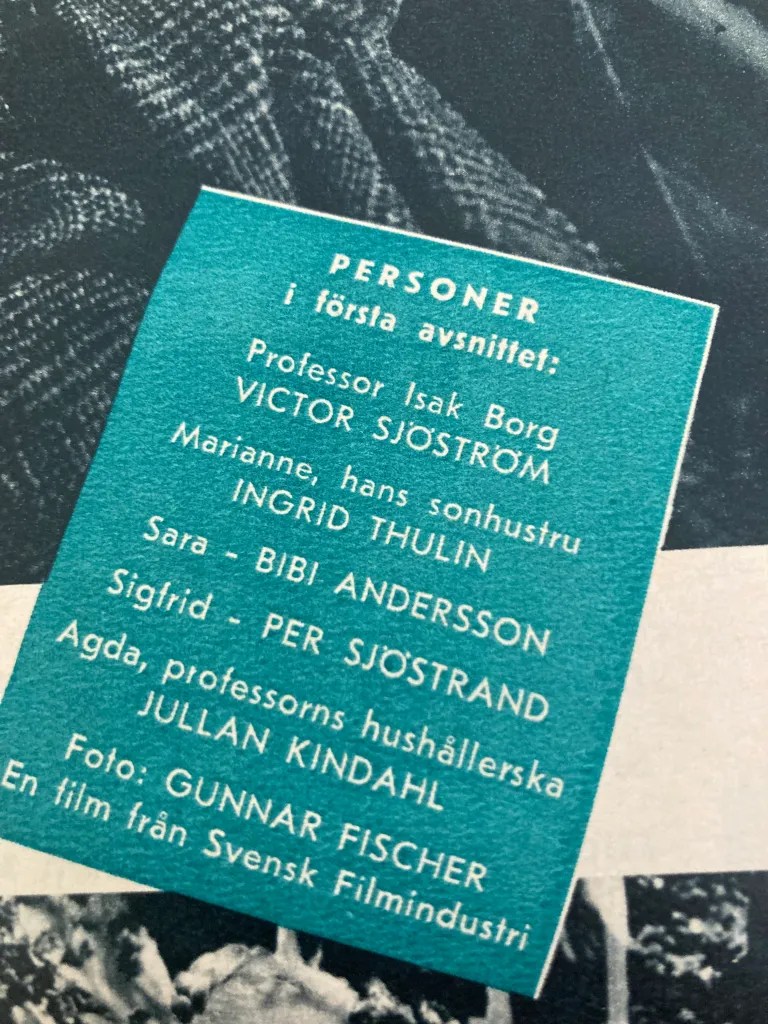 PERSONER
i första avsnittet:
Professor Isak Borg
VICTOR SJÖSTRÖM
Marianne, hans sonhustru
INGRID THULIN
Sara - BIBI ANDERSSON
Sigfrid - PER SJÖSTRAND
Agda, professorns hushållerska
JULLAN KINDAHL
Foto: GUNNAR FISCHER
En film från Svensk Filmindustri